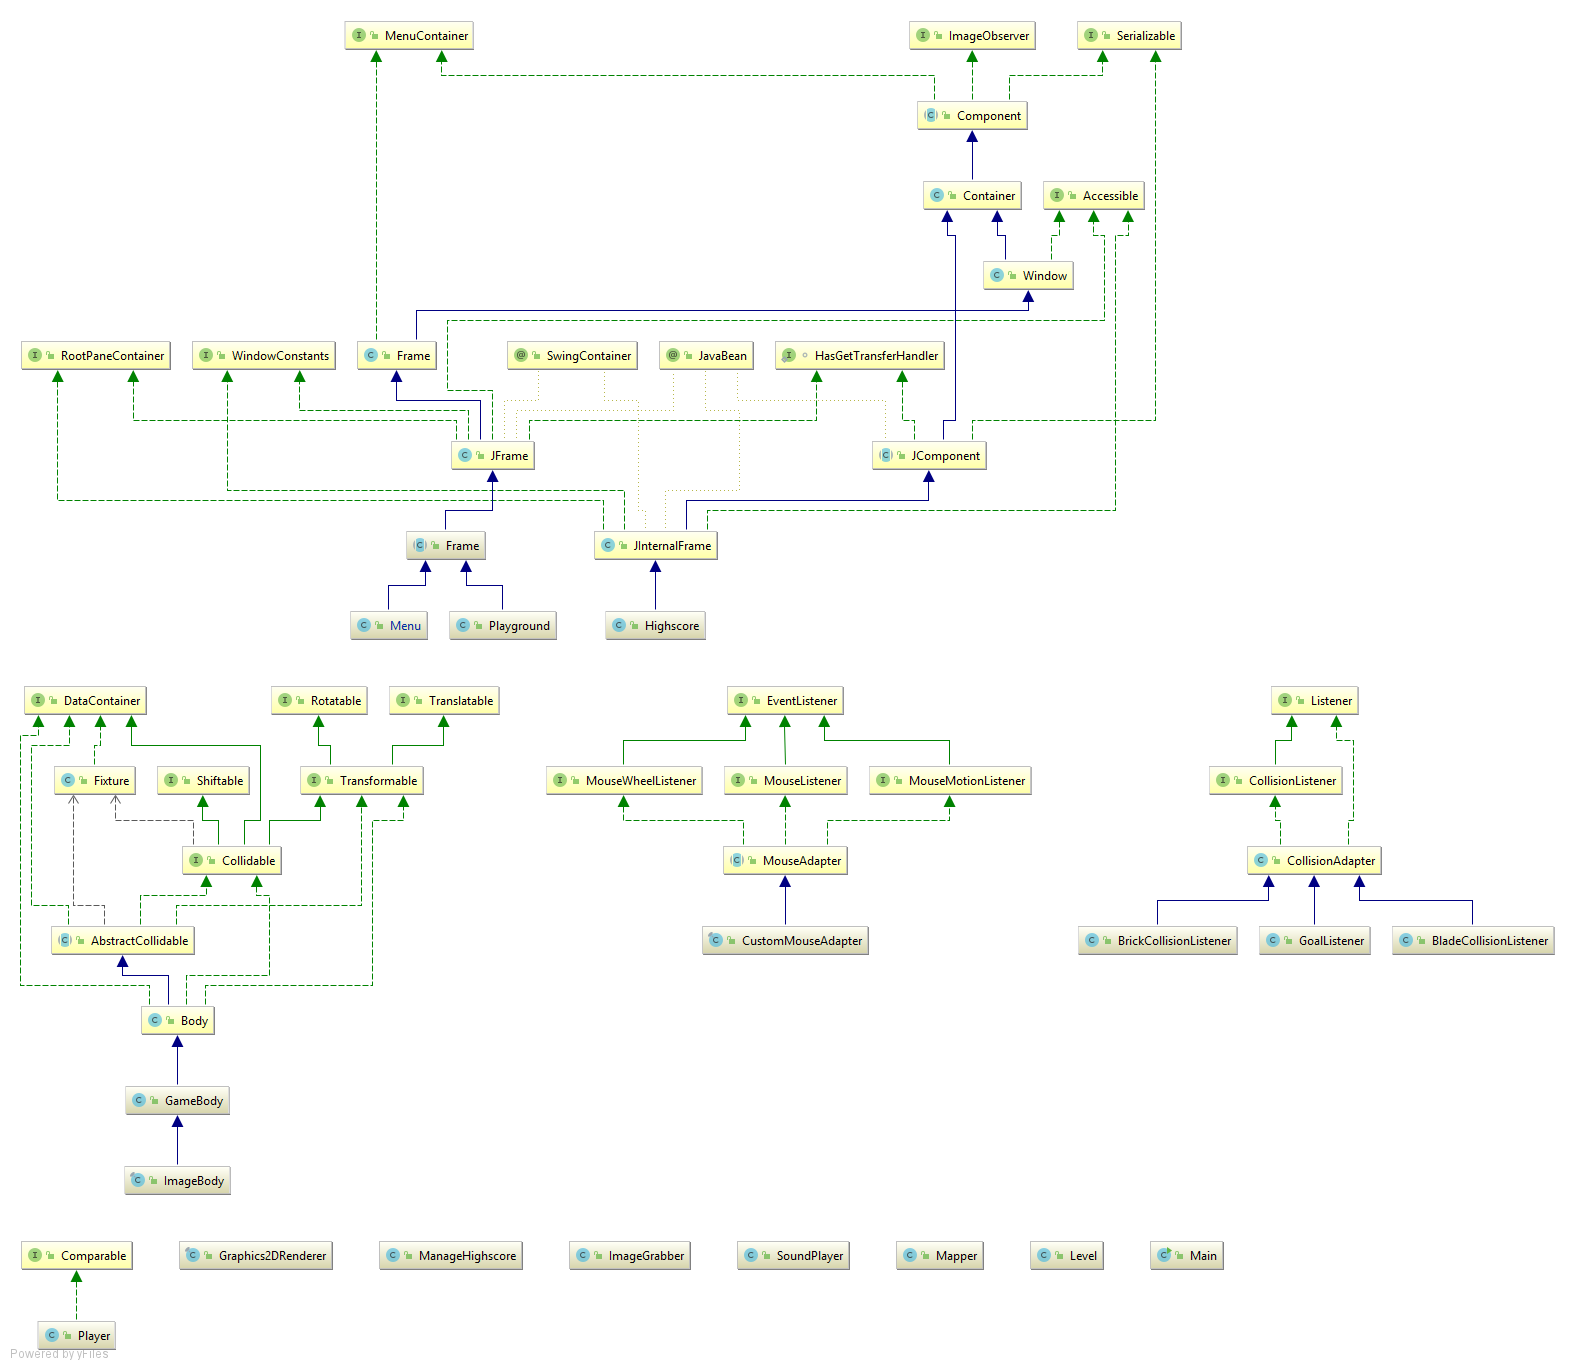 MenuContainer
ImageObserver
Serializable
Component
Container
Accessible
Window
RootPaneContainer
WindowConstants
Frame
SwingContainer
JavaBean
HasGetTransferHandler
JFrame
JComponent
Frame
JInternalFrame
Menu
Playground
Highscore
DataContainer
Rotatable
Translatable
EventListener
Listener
Fixture
Shiftable
Transformable
MouseWheelListener
MouseListener
MouseMotionListener
CollisionListener
Collidable
MouseAdapter
CollisionAdapter
AbstractCollidable
CustomMouseAdapter
BrickCollisionListener
GoalListener
BladeCollisionListener
Body
GameBody
ImageBody
Comparable
Graphics2DRenderer
ManageHighscore
ImageGrabber
SoundPlayer
Mapper
Level
Main
Player
Powered by yFiles